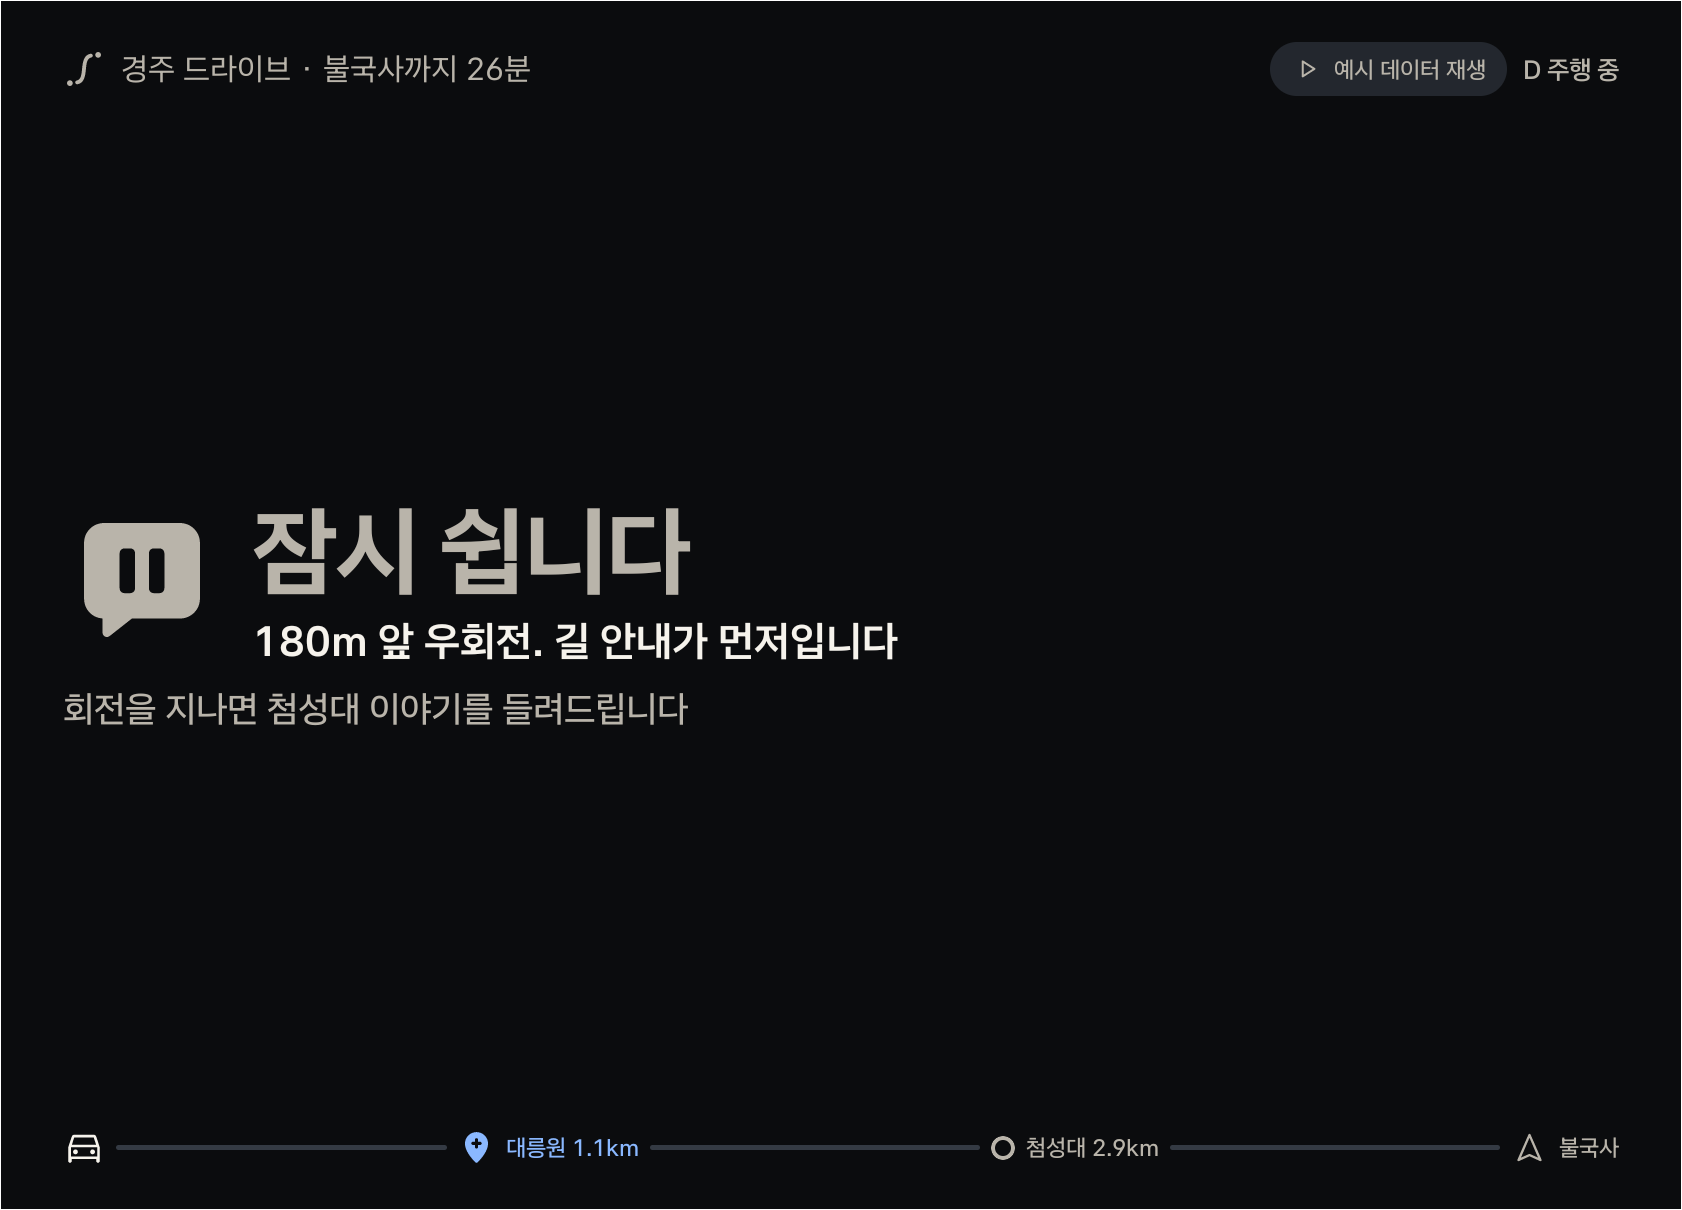 경주 드라이브 · 불국사까지 26분
예시 데이터 재생
D 주행 중
잠시 쉽니다
180m 앞 우회전. 길 안내가 먼저입니다
회전을 지나면 첨성대 이야기를 들려드립니다
대릉원 1.1km
첨성대 2.9km
불국사